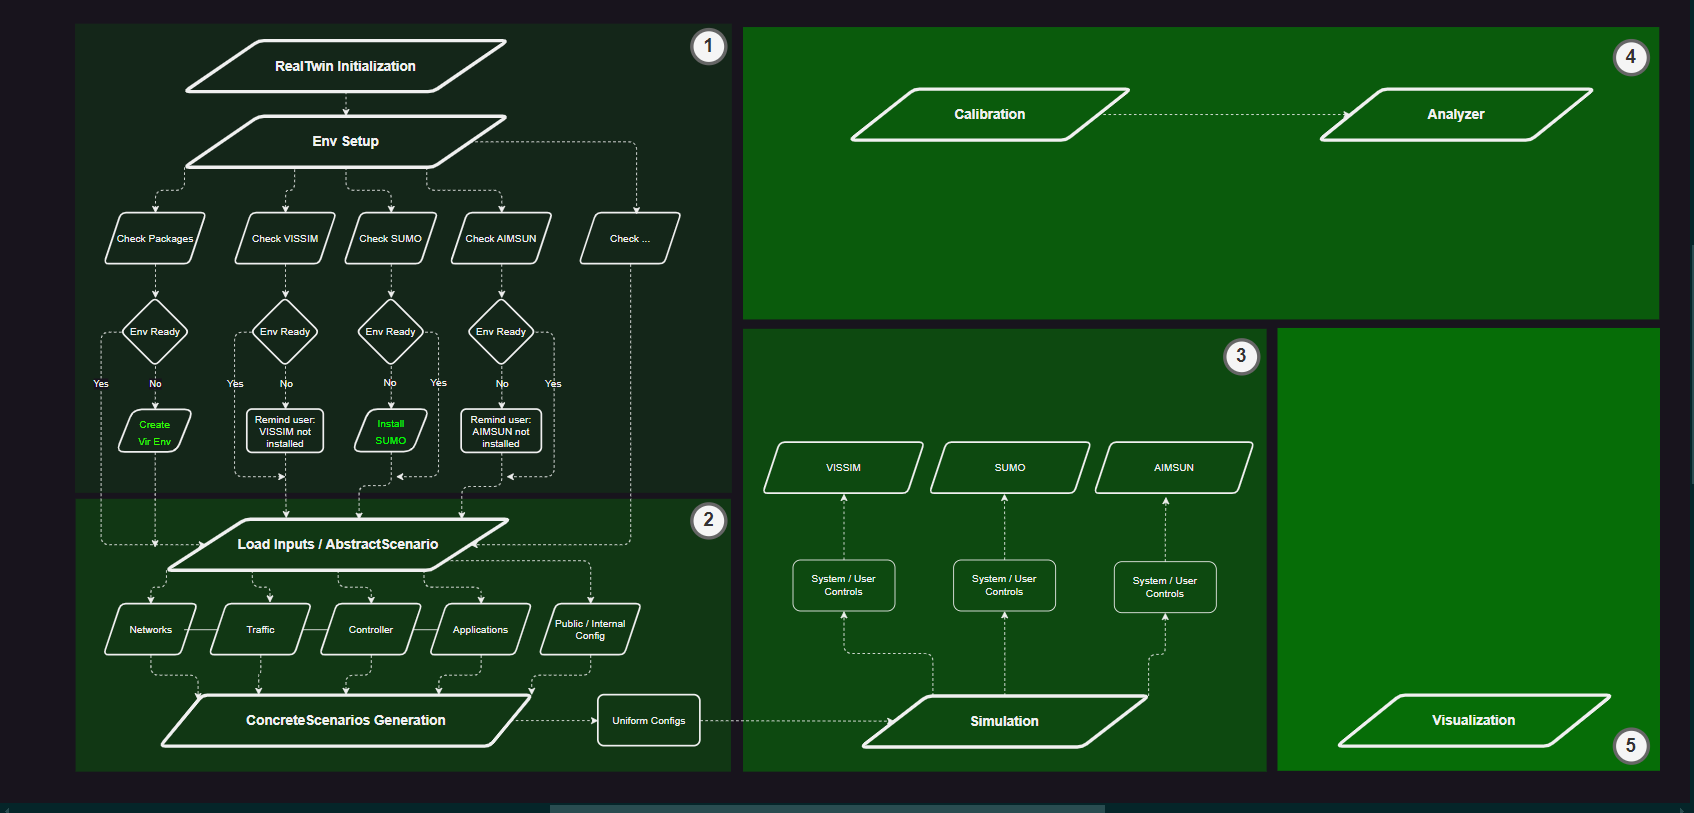 1
RealTwin Initialization
Env Setup
Check Packages
Check VISSIM
Check SUMO
Check AIMSUN
Check ...
Env Ready
Env Ready
Env Ready
Env Ready
Yes
No
Yes
No
No
Yes
No
Yes
Create
Vir Env
Remind user:
VISSIM not
installed
Install
SUMO
Remind user:
AIMSUN not
installed
2
Load Inputs / AbstractScenario
Networks
Traffic
Controller
Applications
Public / Internal
Config
ConcreteScenarios Generation
Uniform Configs
3
VISSIM
SUMO
AIMSUN
System / User
Controls
System / User
Controls
System / User
Controls
Simulation
4
Calibration
Analyzer
Visualization
5